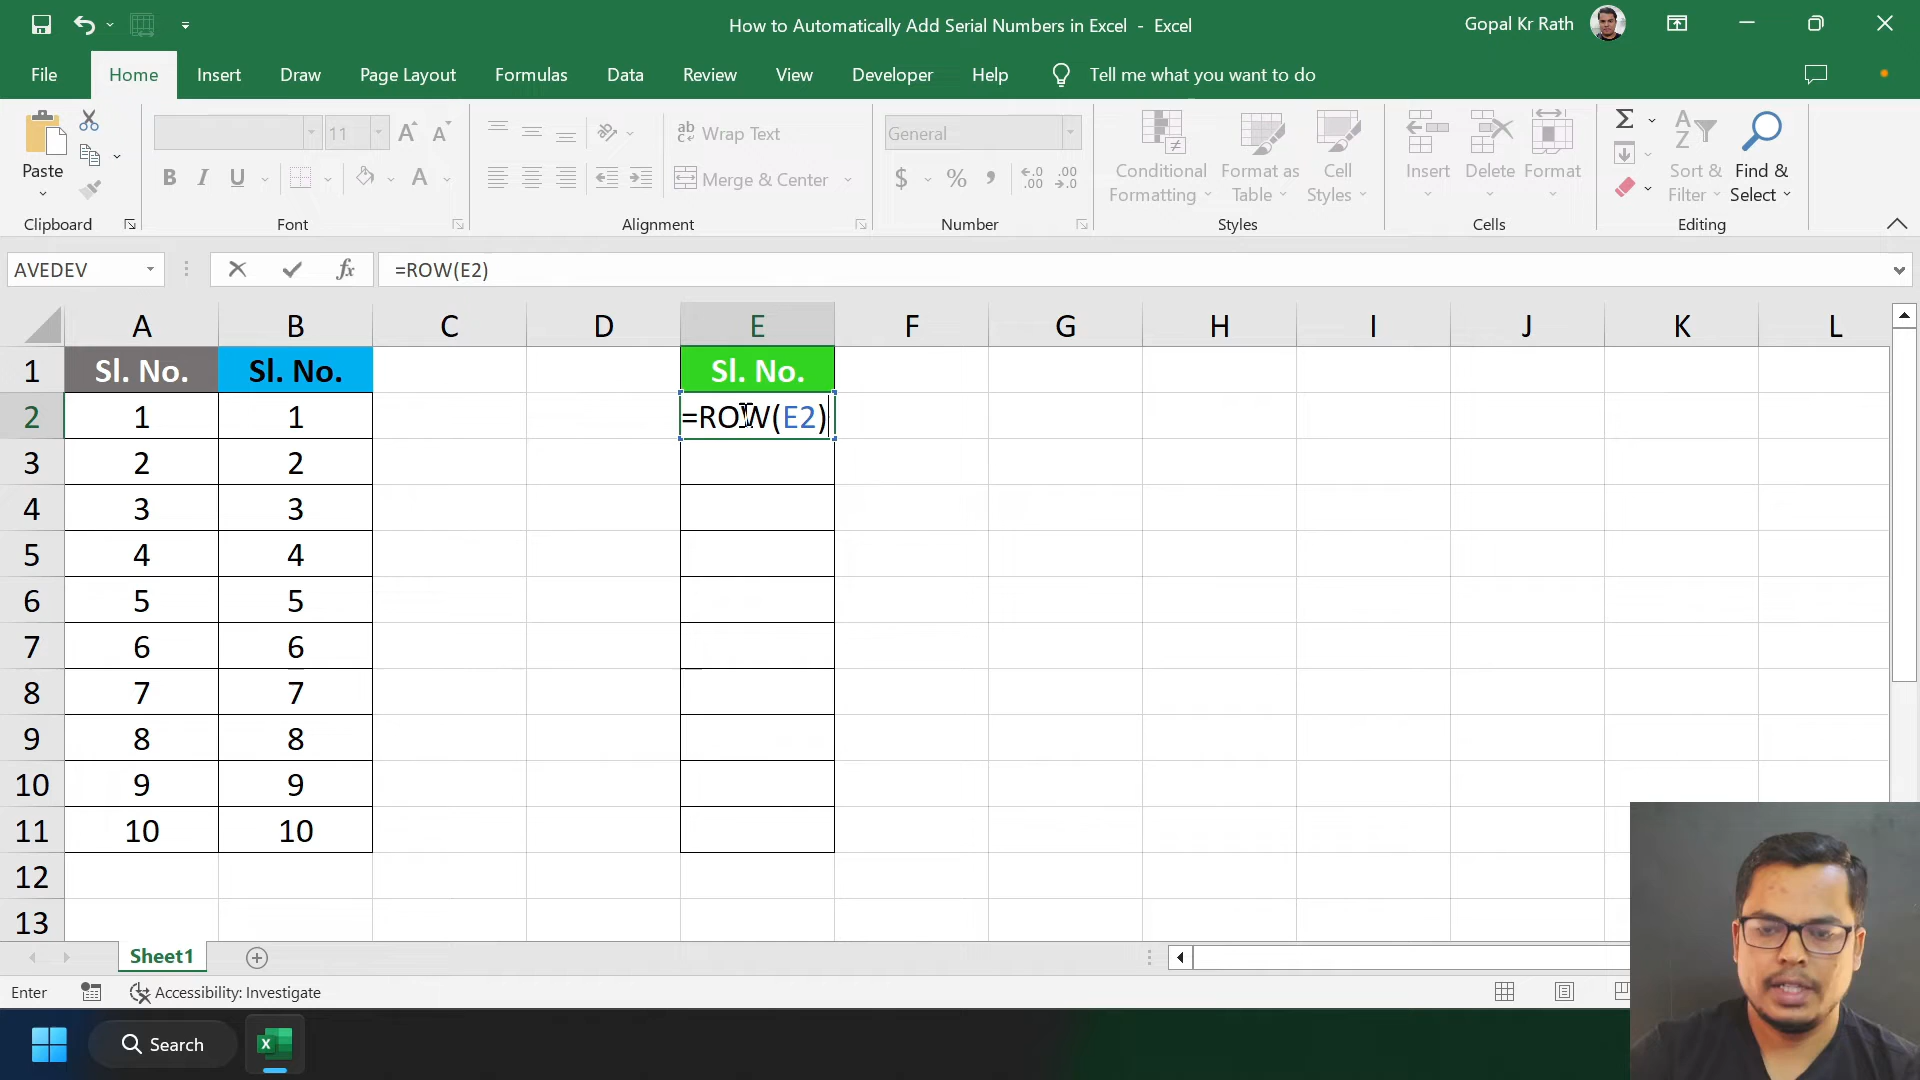 How to Automatically Add Serial Numbers in Excel - Excel
Gopal Kr Rath
File Home Insert Draw Page Layout Formulas Data Review View Developer Help Tell me what you want to do
Paste
Clipboard
11
B I U A
Font
ab Wrap Text
Merge & Center
Alignment
General
$ % ,
Number
Conditional Formatting
Format as Table
Cell Styles
Styles
Insert Delete Format
Cells
Sort & Filter
Find & Select
Editing
AVEDEV fx =ROW(E2)
A B C D E F G H I J K L
1 Sl. No. Sl. No. Sl. No.
2 1 1 =ROW(E2)
3 2 2
4 3 3
5 4 4
6 5 5
7 6 6
8 7 7
9 8 8
10 9 9
11 10 10
12
13
Sheet1
Enter Accessibility: Investigate
Search